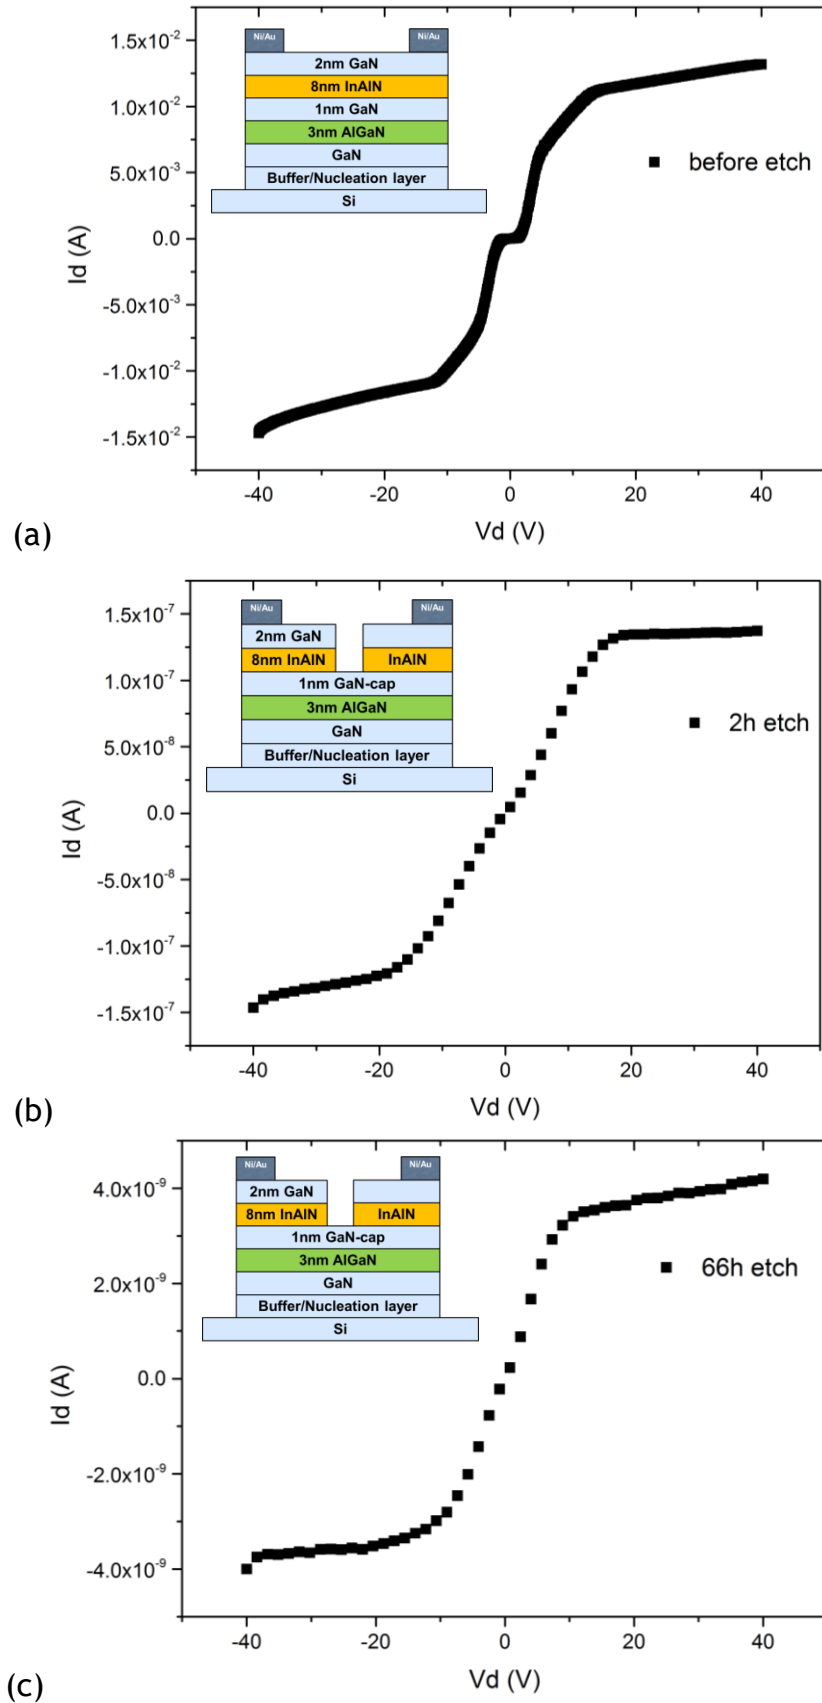 Ni/Au Ni/Au
2nm GaN
8nm InAlN
1nm GaN
3nm AlGaN
GaN
Buffer/Nucleation layer
Si
before etch
1.5x10⁻²
1.0x10⁻²
5.0x10⁻³
0.0
-5.0x10⁻³
-1.0x10⁻²
-1.5x10⁻²
Id (A)
-40 -20 0 20 40
Vd (V)
(a)
Ni/Au Ni/Au
2nm GaN
8nm InAlN InAlN
1nm GaN-cap
3nm AlGaN
GaN
Buffer/Nucleation layer
Si
2h etch
1.5x10⁻⁷
1.0x10⁻⁷
5.0x10⁻⁸
0.0
-5.0x10⁻⁸
-1.0x10⁻⁷
-1.5x10⁻⁷
Id (A)
-40 -20 0 20 40
Vd (V)
(b)
Ni/Au Ni/Au
2nm GaN
8nm InAlN InAlN
1nm GaN-cap
3nm AlGaN
GaN
Buffer/Nucleation layer
Si
66h etch
4.0x10⁻⁹
2.0x10⁻⁹
0.0
-2.0x10⁻⁹
-4.0x10⁻⁹
Id (A)
-40 -20 0 20 40
Vd (V)
(c)